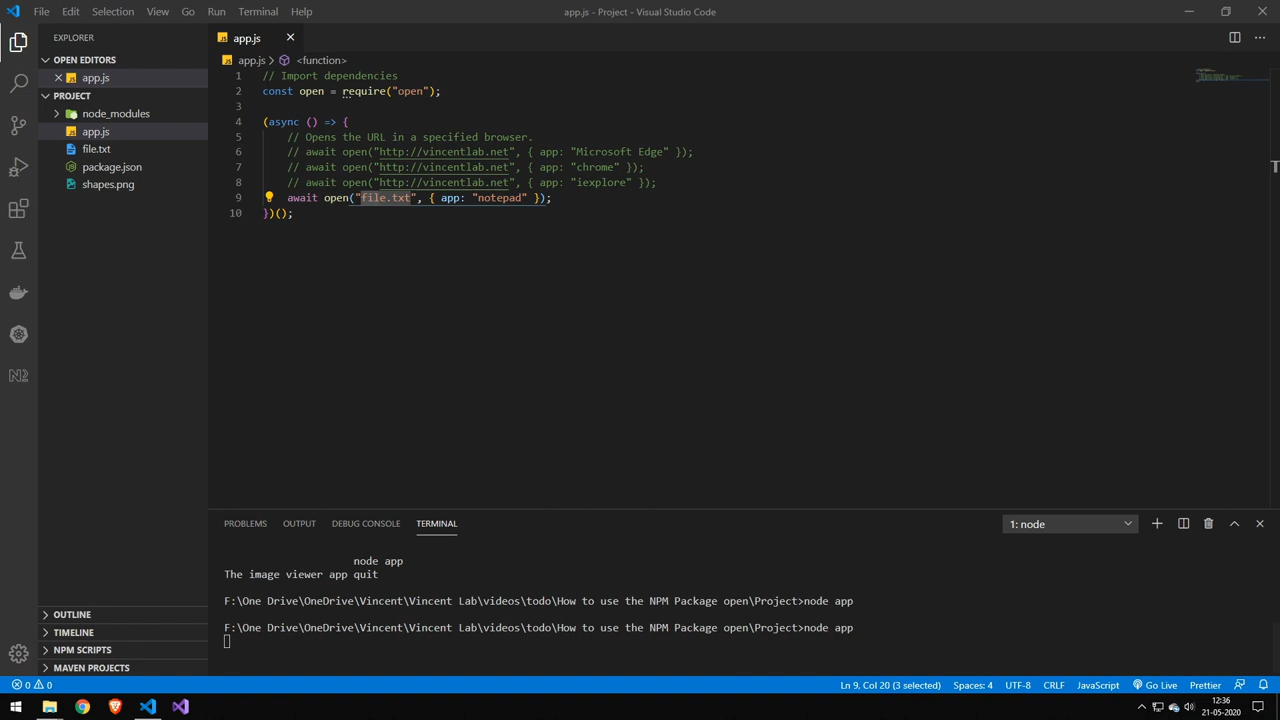 File Edit Selection View Go Run Terminal Help
app.js - Project - Visual Studio Code
EXPLORER
OPEN EDITORS
app.js
PROJECT
node_modules
app.js
file.txt
package.json
shapes.png
OUTLINE
TIMELINE
NPM SCRIPTS
MAVEN PROJECTS
app.js
app.js > <function>
1 // Import dependencies
2 const open = require("open");
3
4 (async () => {
5 // Opens the URL in a specified browser.
6 // await open("http://vincentlab.net", { app: "Microsoft Edge" });
7 // await open("http://vincentlab.net", { app: "chrome" });
8 // await open("http://vincentlab.net", { app: "iexplore" });
9 await open("file.txt", { app: "notepad" });
10 })();
PROBLEMS OUTPUT DEBUG CONSOLE TERMINAL
1: node
node app
The image viewer app quit
F:\One Drive\OneDrive\Vincent\Vincent Lab\videos\todo\How to use the NPM Package open\Project>node app
F:\One Drive\OneDrive\Vincent\Vincent Lab\videos\todo\How to use the NPM Package open\Project>node app
0 0
Ln 9, Col 20 (3 selected) Spaces: 4 UTF-8 CRLF JavaScript Go Live Prettier
12:36
21-05-2020